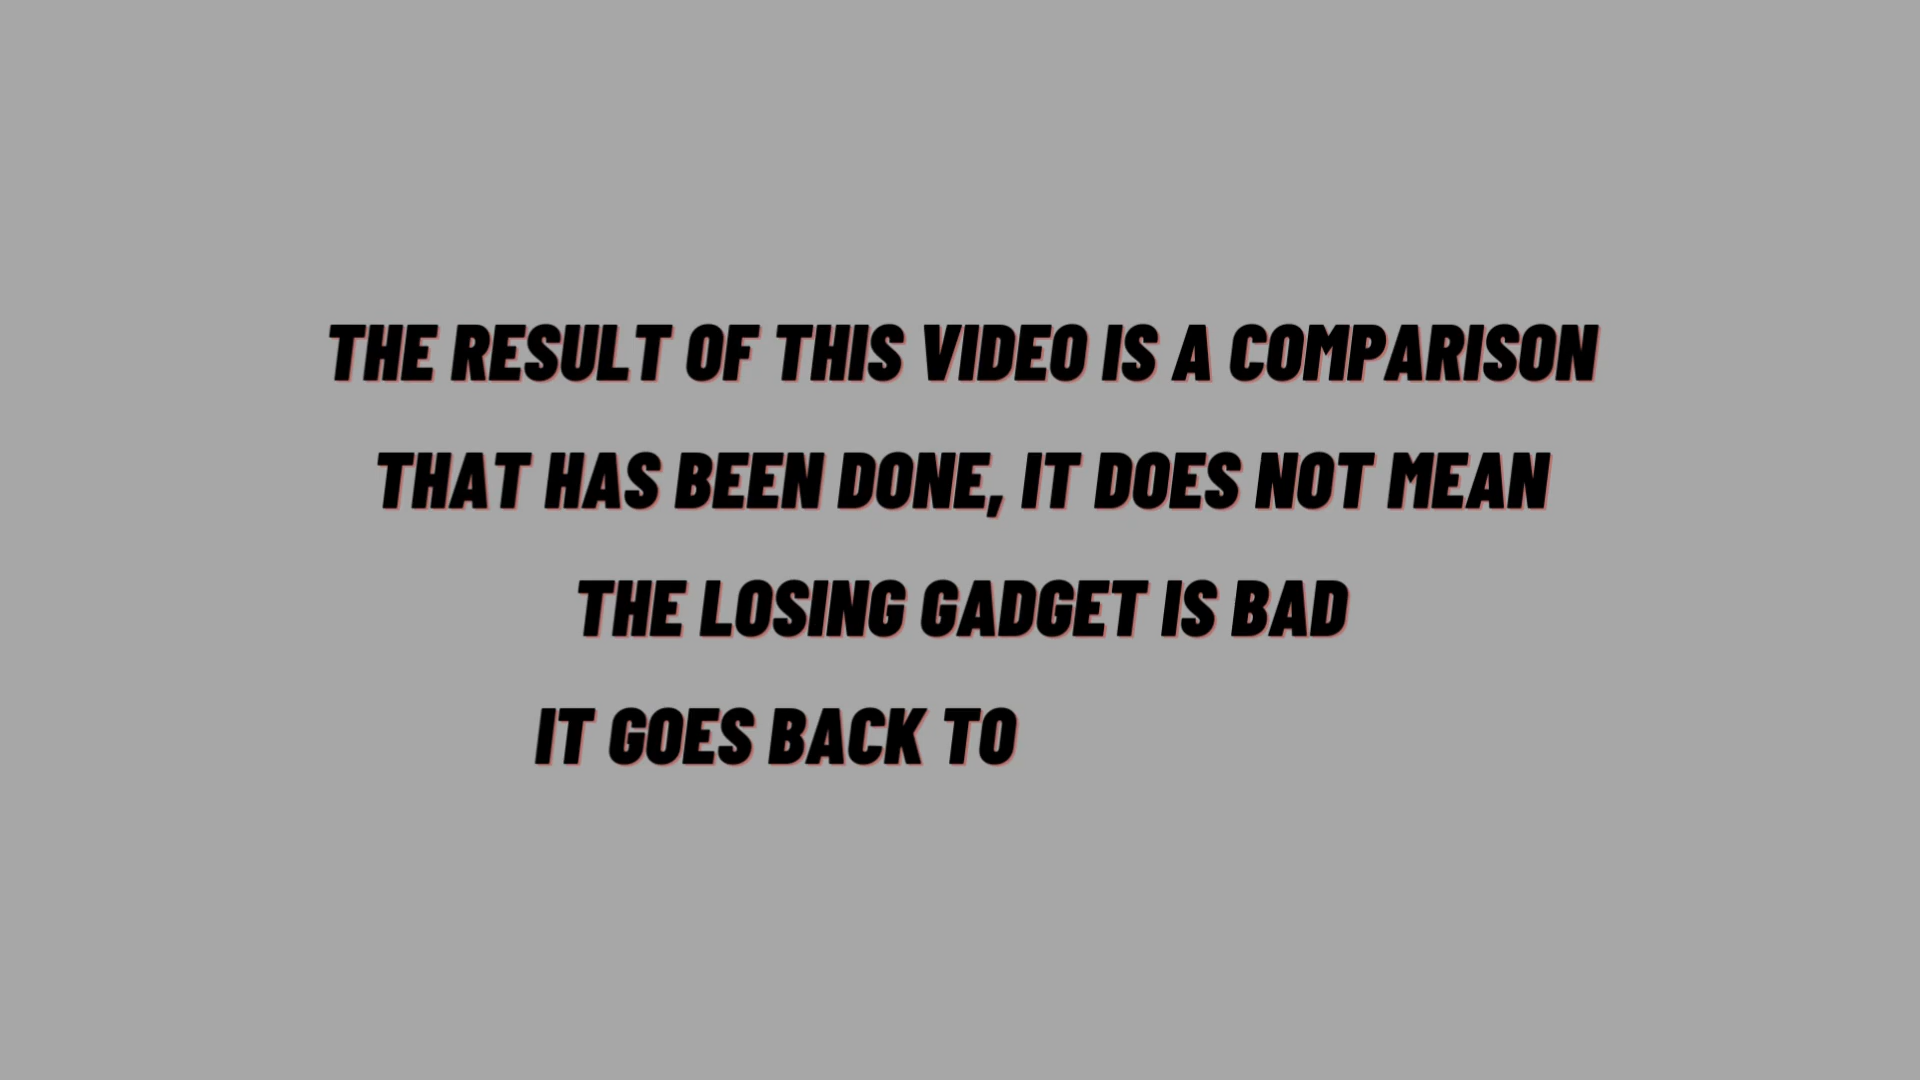 THE RESULT OF THIS VIDEO IS A COMPARISON
THAT HAS BEEN DONE, IT DOES NOT MEAN
THE LOSING GADGET IS BAD
IT GOES BACK TO